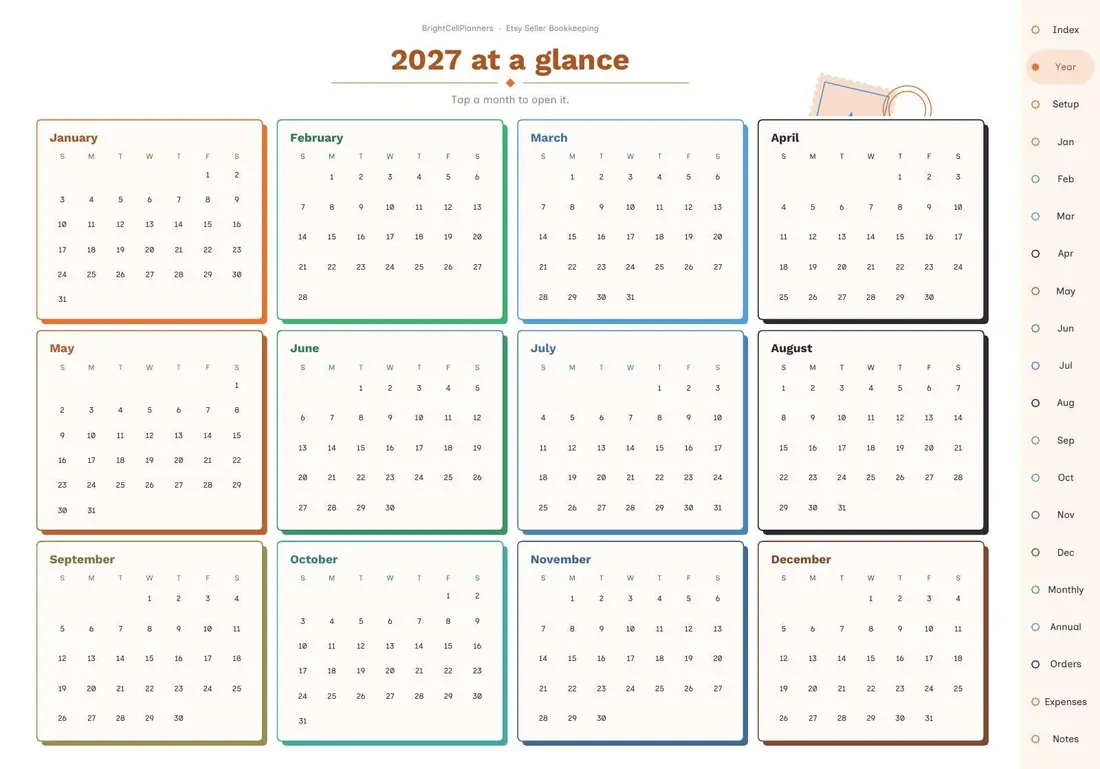 BrightCellPlanners · Etsy Seller Bookkeeping
2027 at a glance
Tap a month to open it.
January
S M T W T F S
1 2
3 4 5 6 7 8 9
10 11 12 13 14 15 16
17 18 19 20 21 22 23
24 25 26 27 28 29 30
31
February
S M T W T F S
1 2 3 4 5 6
7 8 9 10 11 12 13
14 15 16 17 18 19 20
21 22 23 24 25 26 27
28
March
S M T W T F S
1 2 3 4 5 6
7 8 9 10 11 12 13
14 15 16 17 18 19 20
21 22 23 24 25 26 27
28 29 30 31
April
S M T W T F S
1 2 3
4 5 6 7 8 9 10
11 12 13 14 15 16 17
18 19 20 21 22 23 24
25 26 27 28 29 30
May
S M T W T F S
1
2 3 4 5 6 7 8
9 10 11 12 13 14 15
16 17 18 19 20 21 22
23 24 25 26 27 28 29
30 31
June
S M T W T F S
1 2 3 4 5
6 7 8 9 10 11 12
13 14 15 16 17 18 19
20 21 22 23 24 25 26
27 28 29 30
July
S M T W T F S
1 2 3
4 5 6 7 8 9 10
11 12 13 14 15 16 17
18 19 20 21 22 23 24
25 26 27 28 29 30 31
August
S M T W T F S
1 2 3 4 5 6 7
8 9 10 11 12 13 14
15 16 17 18 19 20 21
22 23 24 25 26 27 28
29 30 31
September
S M T W T F S
1 2 3 4
5 6 7 8 9 10 11
12 13 14 15 16 17 18
19 20 21 22 23 24 25
26 27 28 29 30
October
S M T W T F S
1 2
3 4 5 6 7 8 9
10 11 12 13 14 15 16
17 18 19 20 21 22 23
24 25 26 27 28 29 30
31
November
S M T W T F S
1 2 3 4 5 6
7 8 9 10 11 12 13
14 15 16 17 18 19 20
21 22 23 24 25 26 27
28 29 30
December
S M T W T F S
1 2 3 4
5 6 7 8 9 10 11
12 13 14 15 16 17 18
19 20 21 22 23 24 25
26 27 28 29 30 31
Index
Year
Setup
Jan
Feb
Mar
Apr
May
Jun
Jul
Aug
Sep
Oct
Nov
Dec
Monthly
Annual
Orders
Expenses
Notes